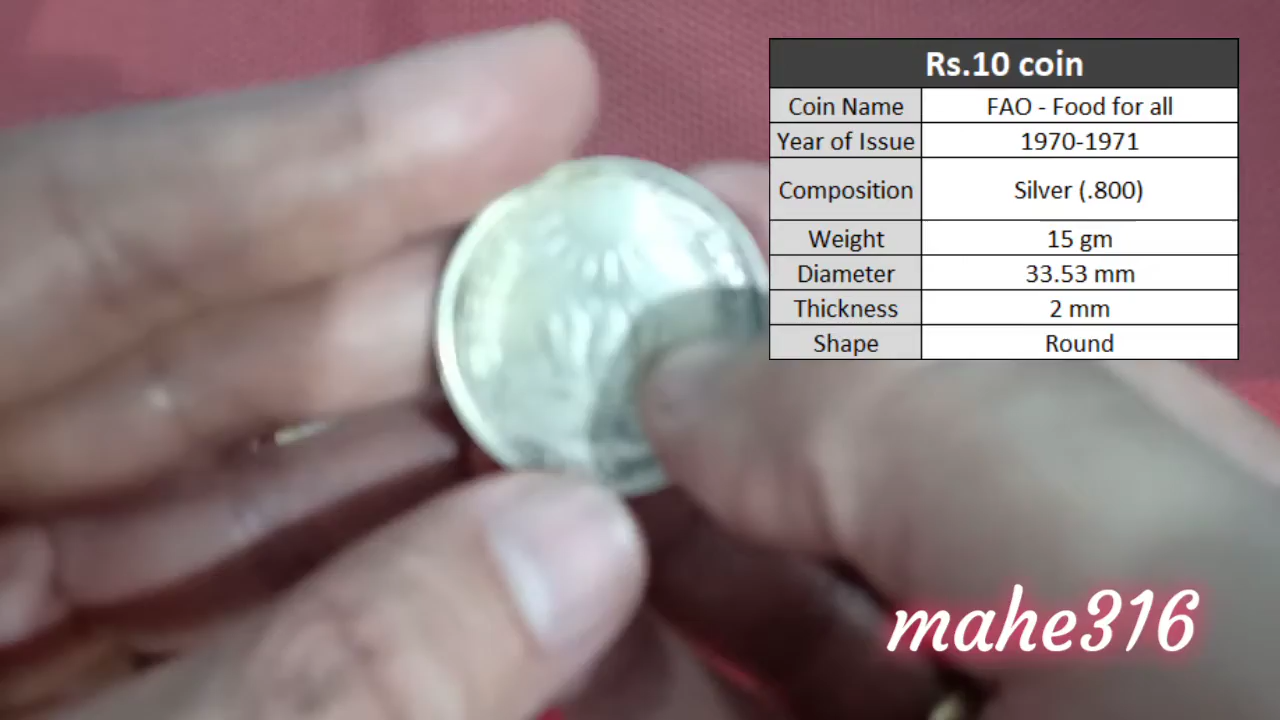 Rs.10 coin
Coin Name FAO - Food for all
Year of Issue 1970-1971
Composition Silver (.800)
Weight 15 gm
Diameter 33.53 mm
Thickness 2 mm
Shape Round
mahe316